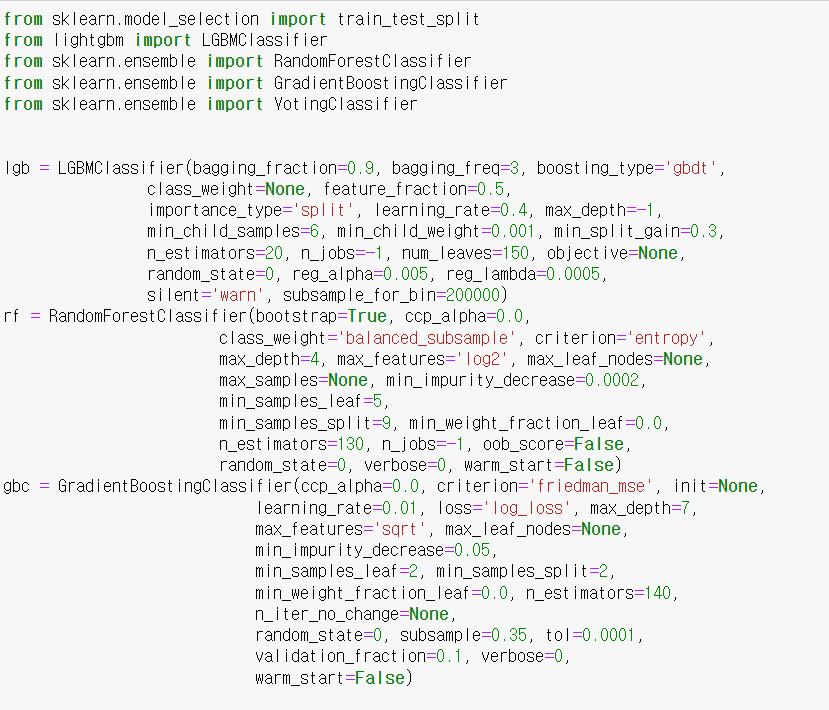 from sklearn.model_selection import train_test_split
from lightgbm import LGBMClassifier
from sklearn.ensemble import RandomForestClassifier
from sklearn.ensemble import GradientBoostingClassifier
from sklearn.ensemble import VotingClassifier
lgb = LGBMClassifier(bagging_fraction=0.9, bagging_freq=3, boosting_type='gbdt',
class_weight=None, feature_fraction=0.5,
importance_type='split', learning_rate=0.4, max_depth=-1,
min_child_samples=6, min_child_weight=0.001, min_split_gain=0.3,
n_estimators=20, n_jobs=-1, num_leaves=150, objective=None,
random_state=0, reg_alpha=0.005, reg_lambda=0.0005,
silent='warn', subsample_for_bin=200000)
rf = RandomForestClassifier(bootstrap=True, ccp_alpha=0.0,
class_weight='balanced_subsample', criterion='entropy',
max_depth=4, max_features='log2', max_leaf_nodes=None,
max_samples=None, min_impurity_decrease=0.0002,
min_samples_leaf=5,
min_samples_split=9, min_weight_fraction_leaf=0.0,
n_estimators=130, n_jobs=-1, oob_score=False,
random_state=0, verbose=0, warm_start=False)
gbc = GradientBoostingClassifier(ccp_alpha=0.0, criterion='friedman_mse', init=None,
learning_rate=0.01, loss='log_loss', max_depth=7,
max_features='sqrt', max_leaf_nodes=None,
min_impurity_decrease=0.05,
min_samples_leaf=2, min_samples_split=2,
min_weight_fraction_leaf=0.0, n_estimators=140,
n_iter_no_change=None,
random_state=0, subsample=0.35, tol=0.0001,
validation_fraction=0.1, verbose=0,
warm_start=False)